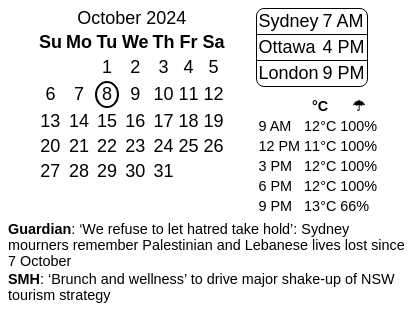 October 2024
Su Mo Tu We Th Fr Sa
1 2 3 4 5
6 7 8 9 10 11 12
13 14 15 16 17 18 19
20 21 22 23 24 25 26
27 28 29 30 31
Sydney 7 AM
Ottawa 4 PM
London 9 PM
°C ☂
9 AM 12°C 100%
12 PM 11°C 100%
3 PM 12°C 100%
6 PM 12°C 100%
9 PM 13°C 66%
Guardian: ‘We refuse to let hatred take hold’: Sydney
mourners remember Palestinian and Lebanese lives lost since
7 October
SMH: ‘Brunch and wellness’ to drive major shake-up of NSW
tourism strategy